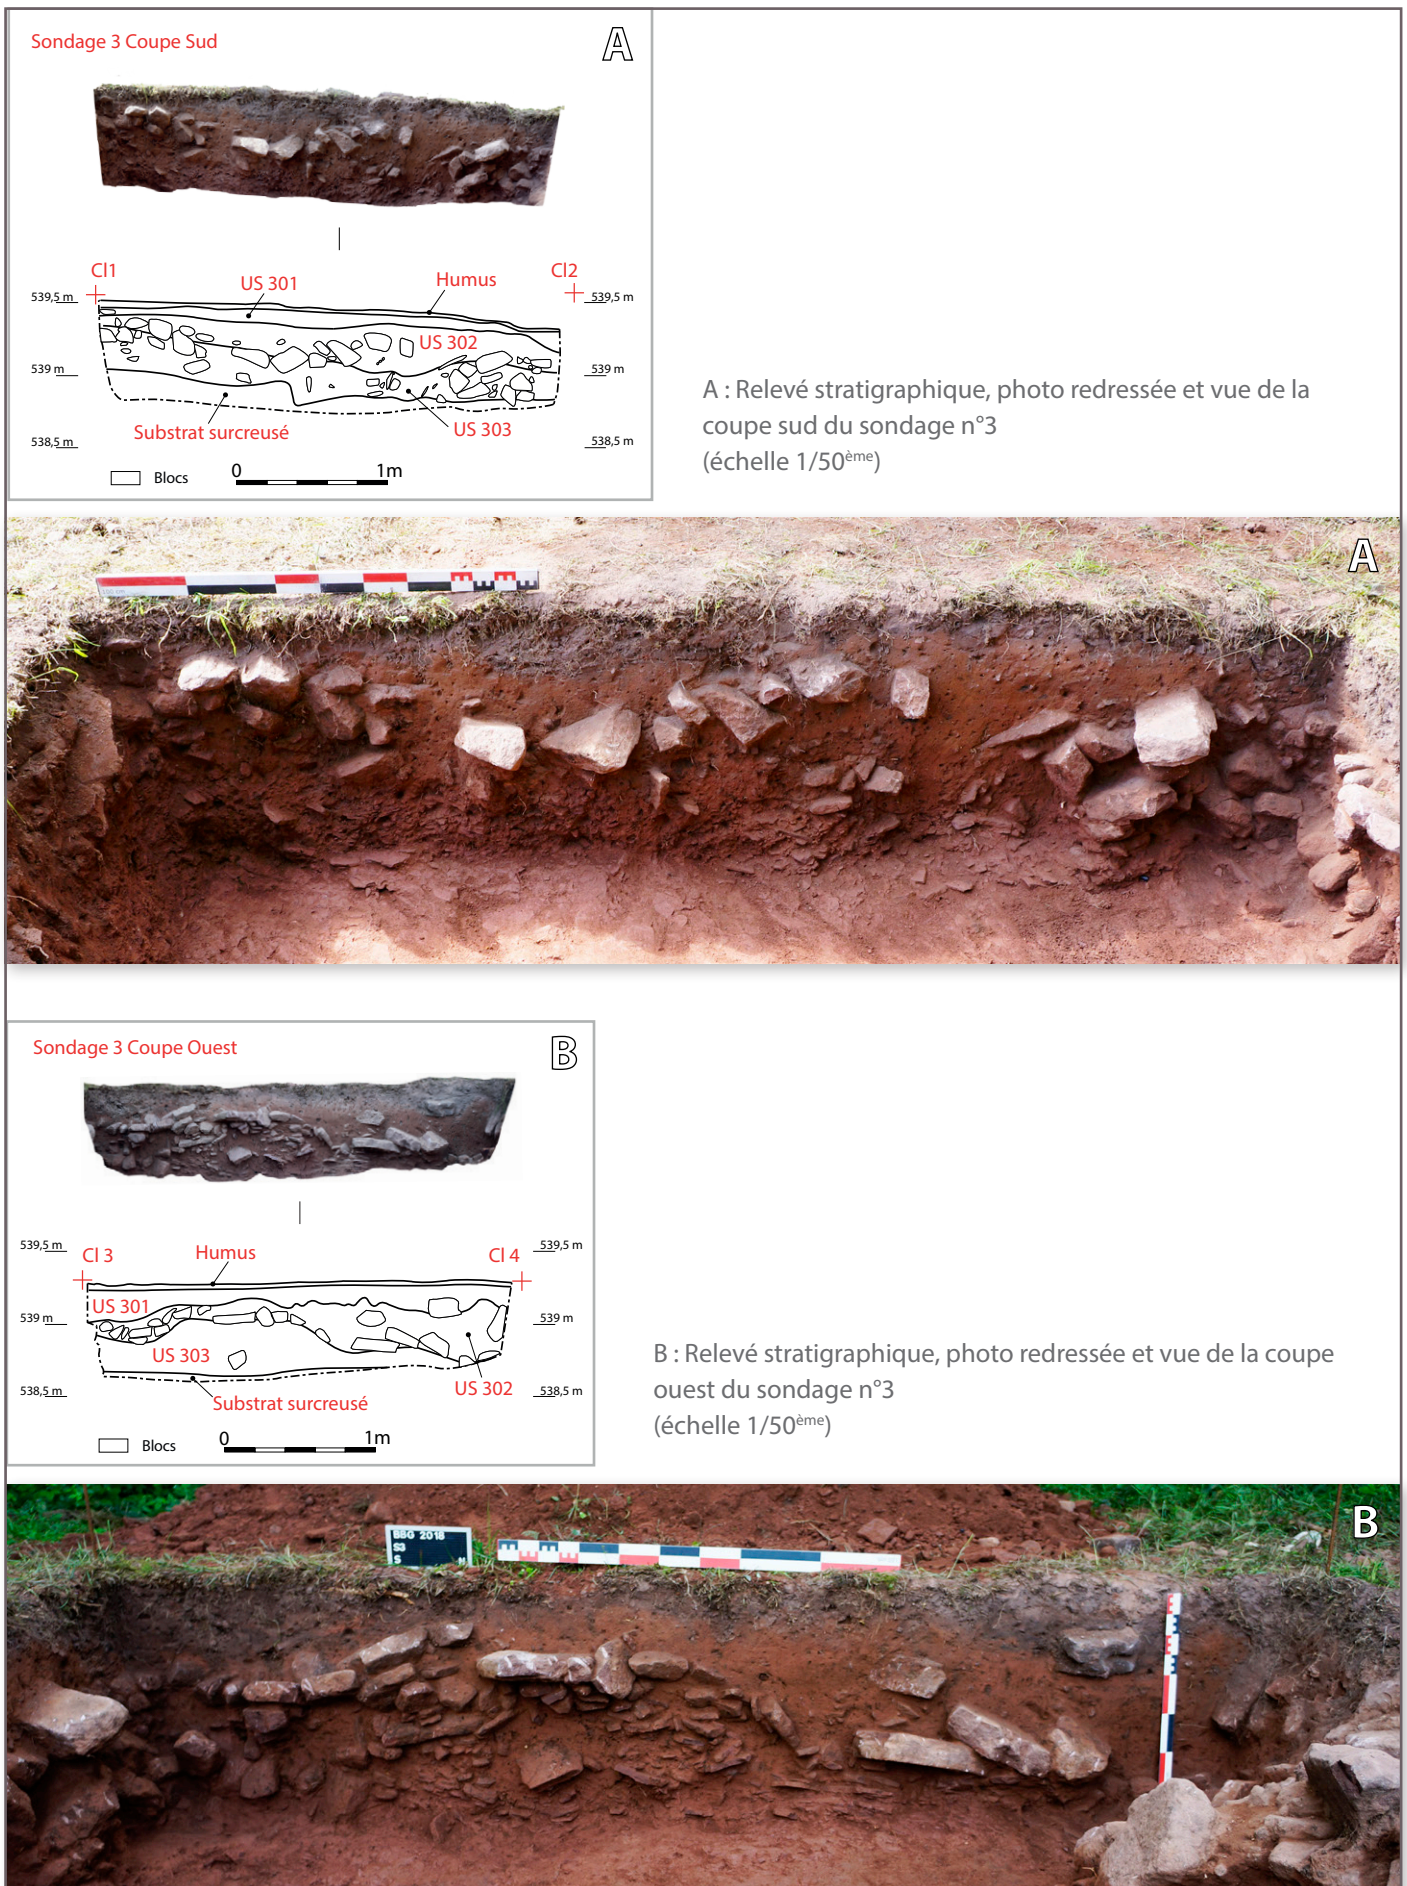 Sondage 3 Coupe Sud
A
Cl1
Cl2
US 301
Humus
539,5 m
539,5 m
US 302
539 m
539 m
Substrat surcreusé
US 303
538,5 m
538,5 m
Blocs
0
1m
A : Relevé stratigraphique, photo redressée et vue de la
coupe sud du sondage n°3
(échelle 1/50ème)
A
Sondage 3 Coupe Ouest
B
539,5 m
539,5 m
Cl 3
Humus
Cl 4
US 301
539 m
539 m
US 303
US 302
538,5 m
538,5 m
Substrat surcreusé
Blocs
0
1m
B : Relevé stratigraphique, photo redressée et vue de la coupe
ouest du sondage n°3
(échelle 1/50ème)
B
BBG 2018
S3
S